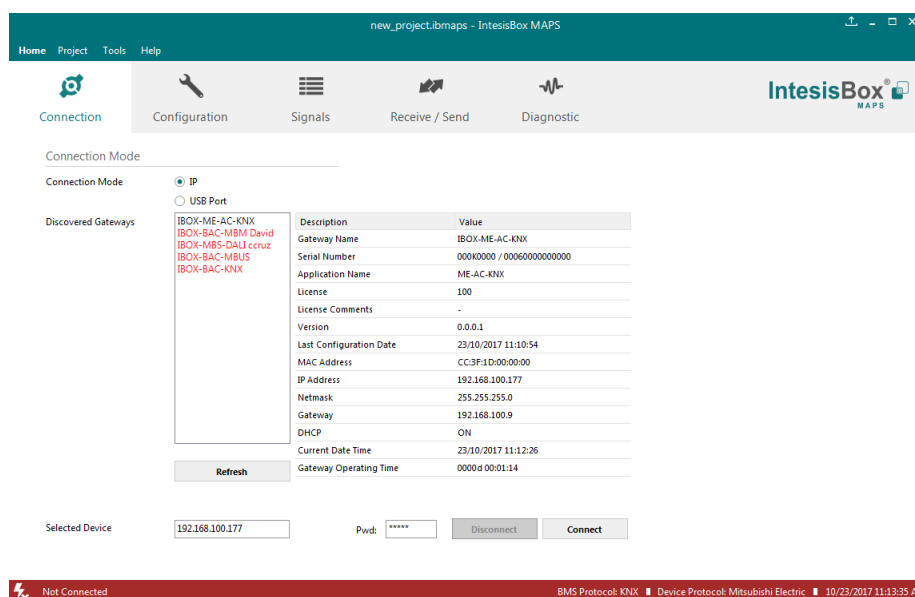 new_project.ibmaps - IntesisBox MAPS
Home Project Tools Help
Connection Configuration Signals Receive / Send Diagnostic
IntesisBox®
MAPS
Connection Mode
Connection Mode IP
USB Port
Discovered Gateways
IBOX-ME-AC-KNX
IBOX-BAC-MBM David
IBOX-MBS-DALI ccruz
IBOX-BAC-MBUS
IBOX-BAC-KNX
Description Value
Gateway Name IBOX-ME-AC-KNX
Serial Number 000K0000 / 00060000000000
Application Name ME-AC-KNX
License 100
License Comments -
Version 0.0.0.1
Last Configuration Date 23/10/2017 11:10:54
MAC Address CC:3F:1D:00:00:00
IP Address 192.168.100.177
Netmask 255.255.255.0
Gateway 192.168.100.9
DHCP ON
Current Date Time 23/10/2017 11:12:26
Gateway Operating Time 0000d 00:01:14
Refresh
Selected Device 192.168.100.177 Pwd: ***** Disconnect Connect
Not Connected BMS Protocol: KNX Device Protocol: Mitsubishi Electric 10/23/2017 11:13:35